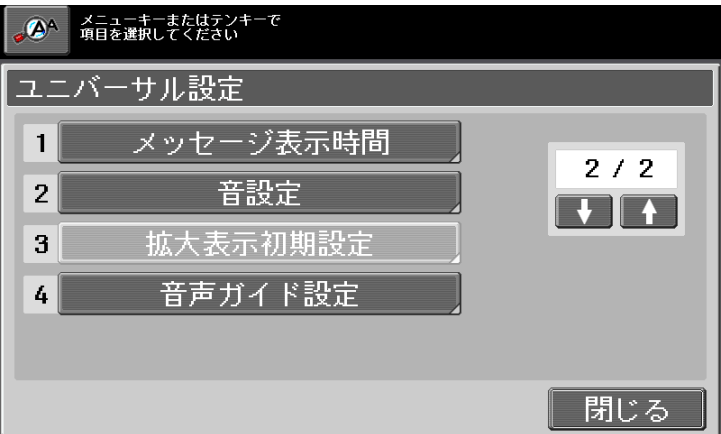 メニューキーまたはテンキーで
項目を選択してください
ユニバーサル設定
1 メッセージ表示時間
2 / 2
2 音設定
3 拡大表示初期設定
4 音声ガイド設定
閉じる